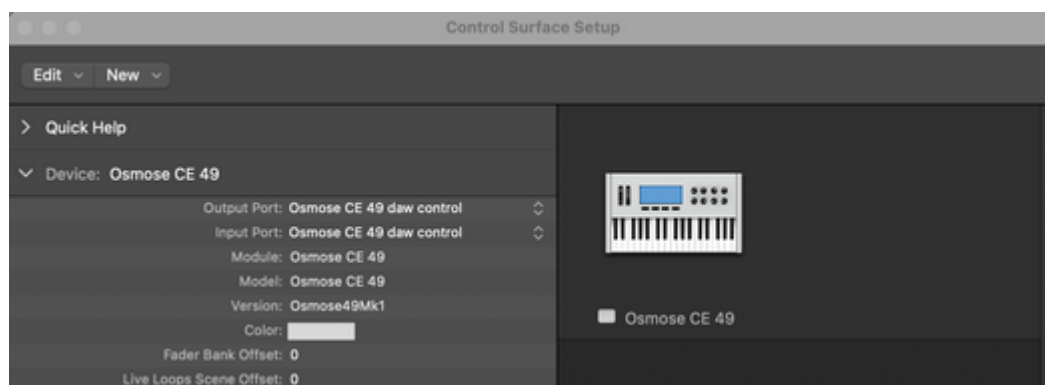 Control Surface Setup
Edit New
Quick Help
Device: Osmose CE 49
Output Port: Osmose CE 49 daw control
Input Port: Osmose CE 49 daw control
Module: Osmose CE 49
Model: Osmose CE 49
Version: Osmose49Mk1
Color:
Fader Bank Offset: 0
Live Loops Scene Offset: 0
Osmose CE 49